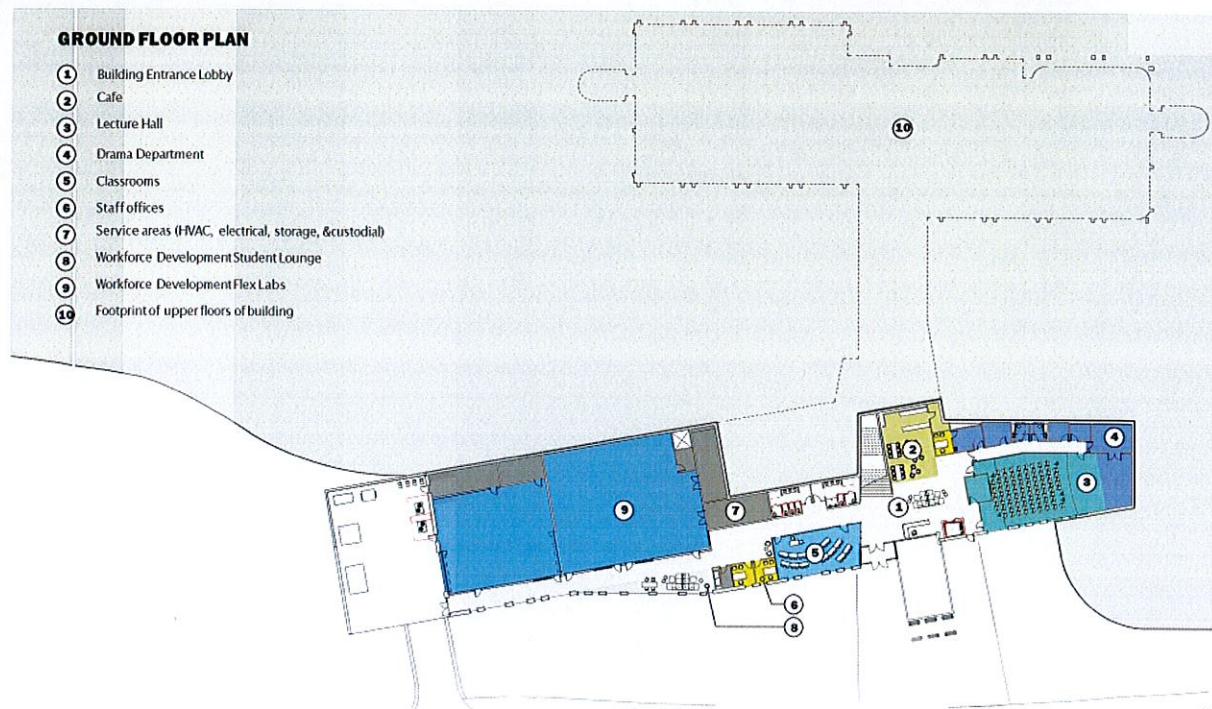 GROUND FLOOR PLAN
1 Building Entrance Lobby
2 Cafe
3 Lecture Hall
4 Drama Department
5 Classrooms
6 Staff offices
7 Service areas (HVAC, electrical, storage, &custodial)
8 Workforce Development Student Lounge
9 Workforce Development Flex Labs
10 Footprint of upper floors of building
10
4
2
3
9
7
1
5
6
8